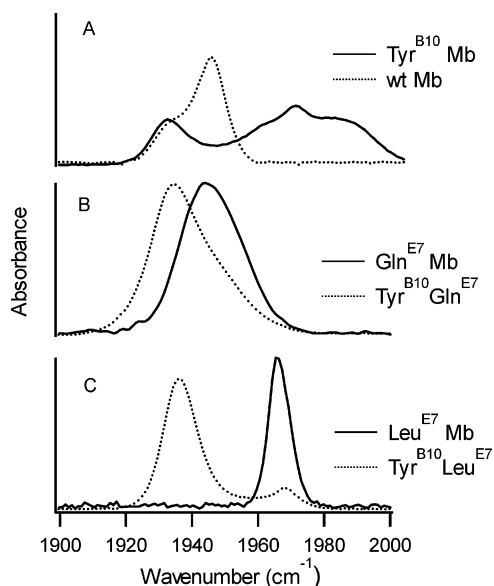 A
Tyr^B10 Mb
wt Mb
B
Gln^E7 Mb
Tyr^B10Gln^E7
C
Leu^E7 Mb
Tyr^B10Leu^E7
Absorbance
1900 1920 1940 1960 1980 2000
Wavenumber (cm^-1)